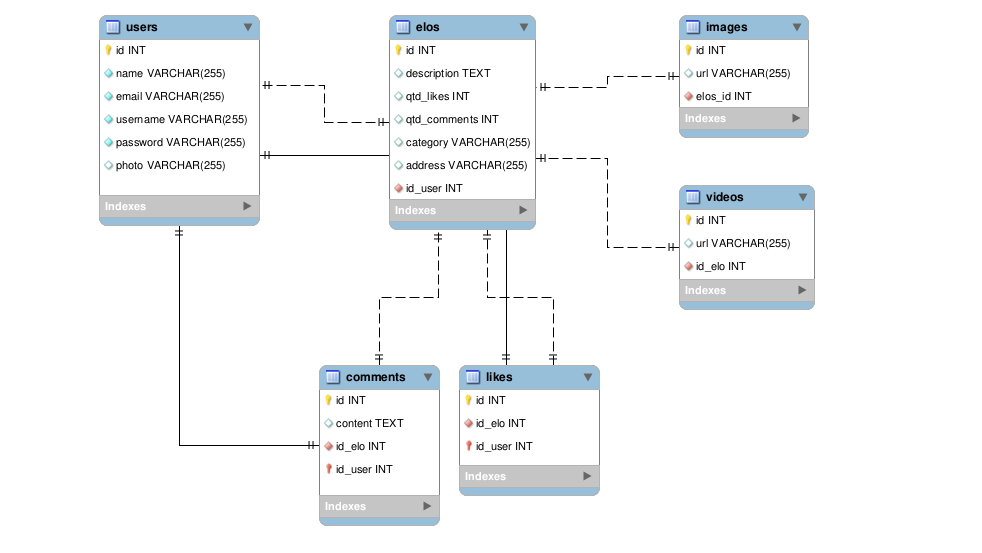 users
id INT
name VARCHAR(255)
email VARCHAR(255)
username VARCHAR(255)
password VARCHAR(255)
photo VARCHAR(255)
Indexes
elos
id INT
description TEXT
qtd_likes INT
qtd_comments INT
category VARCHAR(255)
address VARCHAR(255)
id_user INT
Indexes
images
id INT
url VARCHAR(255)
elos_id INT
Indexes
videos
id INT
url VARCHAR(255)
id_elo INT
Indexes
comments
id INT
content TEXT
id_elo INT
id_user INT
Indexes
likes
id INT
id_elo INT
id_user INT
Indexes